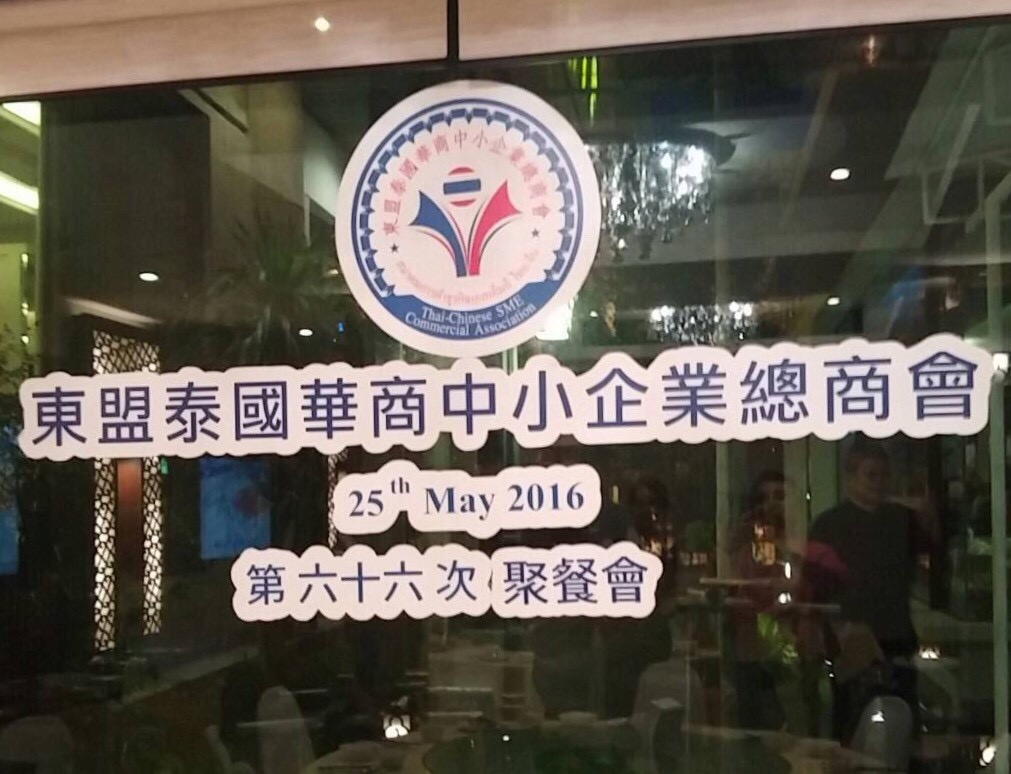 東盟泰國華商中小企業總商會
Thai-Chinese SME
Commercial Association
東盟泰國華商中小企業總商會
25th May 2016
第六十六次 聚餐會